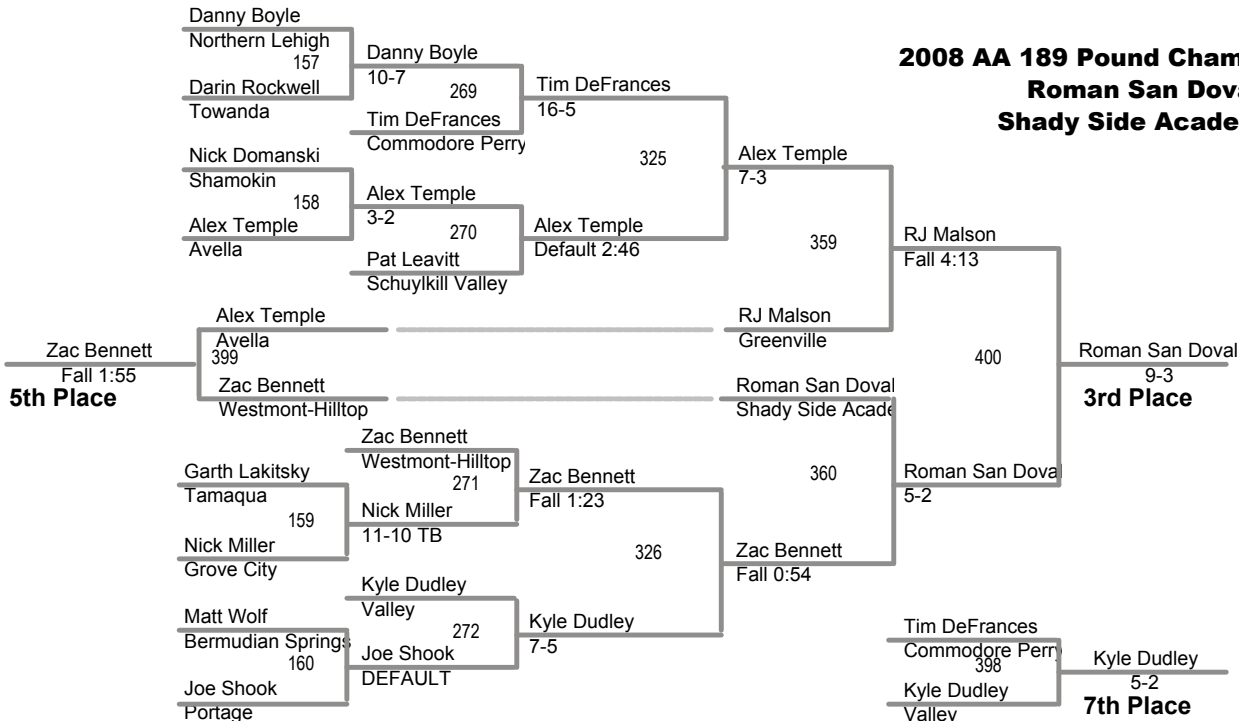 2008 AA 189 Pound Cham
Roman San Dova
Shady Side Acade
Danny Boyle
Northern Lehigh
157
Darin Rockwell
Towanda
Danny Boyle
10-7
269
Tim DeFrances
Commodore Perry
Tim DeFrances
16-5
Nick Domanski
Shamokin
158
Alex Temple
Avella
Alex Temple
3-2
270
Pat Leavitt
Schuylkill Valley
Alex Temple
Default 2:46
325
Alex Temple
7-3
359
RJ Malson
Greenville
RJ Malson
Fall 4:13
Alex Temple
Avella
399
Zac Bennett
Westmont-Hilltop
Zac Bennett
Fall 1:55
5th Place
400
Roman San Doval
9-3
3rd Place
Roman San Doval
Shady Side Acade
360
Roman San Doval
5-2
Zac Bennett
Westmont-Hilltop
271
Garth Lakitsky
Tamaqua
159
Nick Miller
Grove City
Nick Miller
11-10 TB
Zac Bennett
Fall 1:23
326
Zac Bennett
Fall 0:54
Kyle Dudley
Valley
272
Matt Wolf
Bermudian Springs
160
Joe Shook
Portage
Joe Shook
DEFAULT
Kyle Dudley
7-5
Tim DeFrances
Commodore Perry
398
Kyle Dudley
Valley
Kyle Dudley
5-2
7th Place